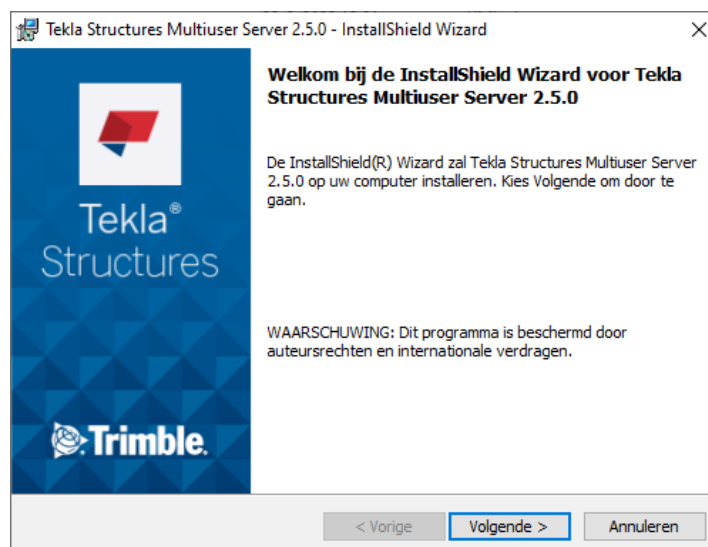 Tekla Structures Multiuser Server 2.5.0 - InstallShield Wizard
Welkom bij de InstallShield Wizard voor Tekla
Structures Multiuser Server 2.5.0
De InstallShield(R) Wizard zal Tekla Structures Multiuser Server
2.5.0 op uw computer installeren. Kies Volgende om door te
gaan.
Tekla®
Structures
WAARSCHUWING: Dit programma is beschermd door
auteursrechten en internationale verdragen.
Trimble.
< Vorige
Volgende >
Annuleren